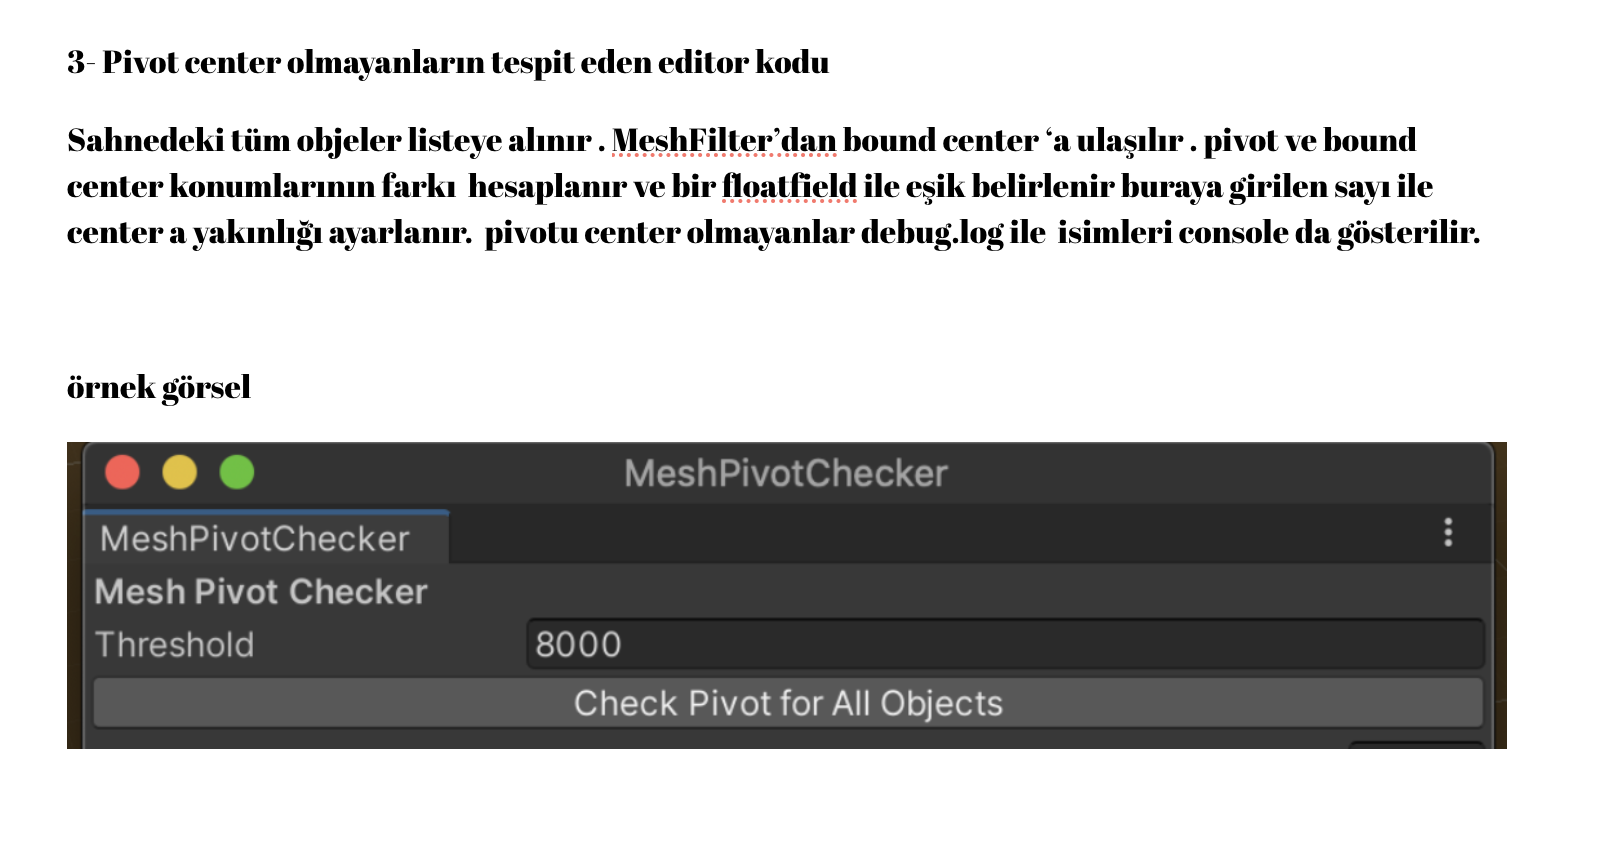 3- Pivot center olmayanların tespit eden editor kodu
Sahnedeki tüm objeler listeye alınır . MeshFilter’dan bound center ‘a ulaşılır . pivot ve bound
center konumlarının farkı  hesaplanır ve bir floatfield ile eşik belirlenir buraya girilen sayı ile
center a yakınlığı ayarlanır.  pivotu center olmayanlar debug.log ile  isimleri console da gösterilir.
örnek görsel
MeshPivotChecker
MeshPivotChecker
Mesh Pivot Checker
Threshold 8000
Check Pivot for All Objects